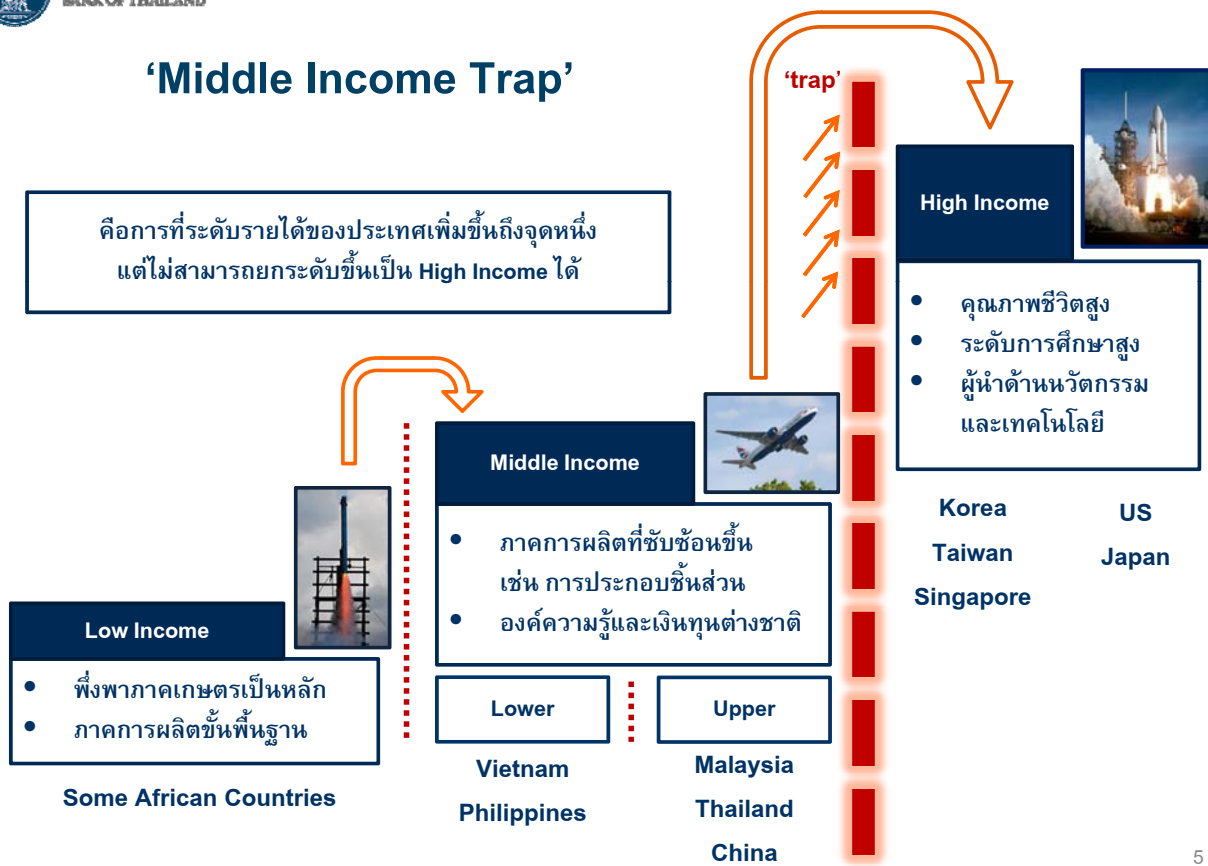 BANK OF THAILAND
‘Middle Income Trap’
‘trap’
คือการที่ระดับรายได้ของประเทศเพิ่มขึ้นถึงจุดหนึ่ง
แต่ไม่สามารถยกระดับขึ้นเป็น High Income ได้
High Income
• คุณภาพชีวิตสูง
• ระดับการศึกษาสูง
• ผู้นำด้านนวัตกรรม
และเทคโนโลยี
Korea
Taiwan
Singapore
US
Japan
Middle Income
• ภาคการผลิตที่ซับซ้อนขึ้น
เช่น การประกอบชิ้นส่วน
• องค์ความรู้และเงินทุนต่างชาติ
Lower
Upper
Vietnam
Philippines
Malaysia
Thailand
China
Low Income
• พึ่งพาภาคเกษตรเป็นหลัก
• ภาคการผลิตขั้นพื้นฐาน
Some African Countries
5